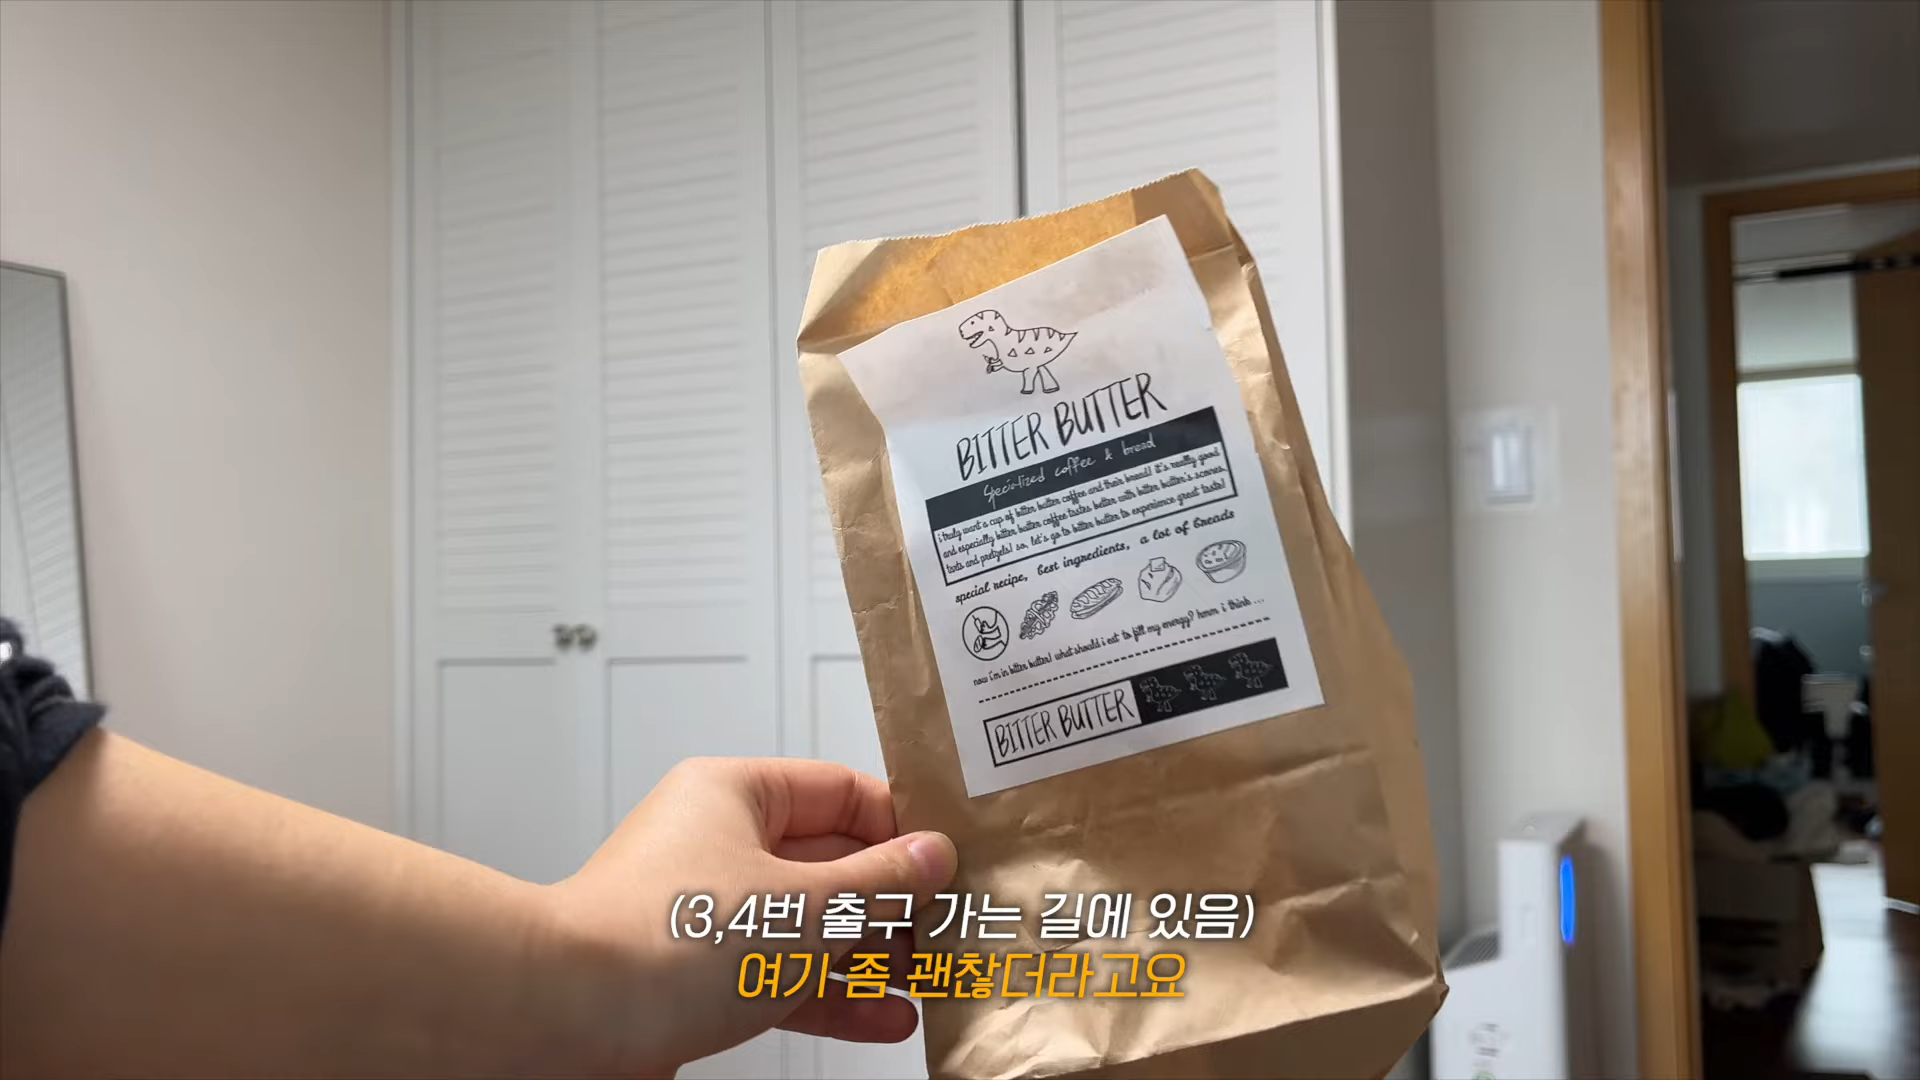 BITTER BUTTER
Specialized coffee & bread
i truly want a cup of bitter butter coffee and their bread! it's really good
and especially bitter butter coffee tastes better with bitter butter's scones,
tarts and pretzels! so, let's go to bitter butter to experience great taste!
special recipe, best ingredients, a lot of breads
now i'm in bitter butter! what should i eat to fill my energy? hmm i think ...
BITTER BUTTER
(3,4번 출구 가는 길에 있음)
여기 좀 괜찮더라고요